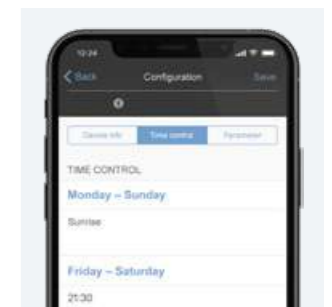 12:24
Back Configuration Save
Device info Time control Parameter
TIME CONTROL
Monday – Sunday
Sunrise
Friday – Saturday
21:30